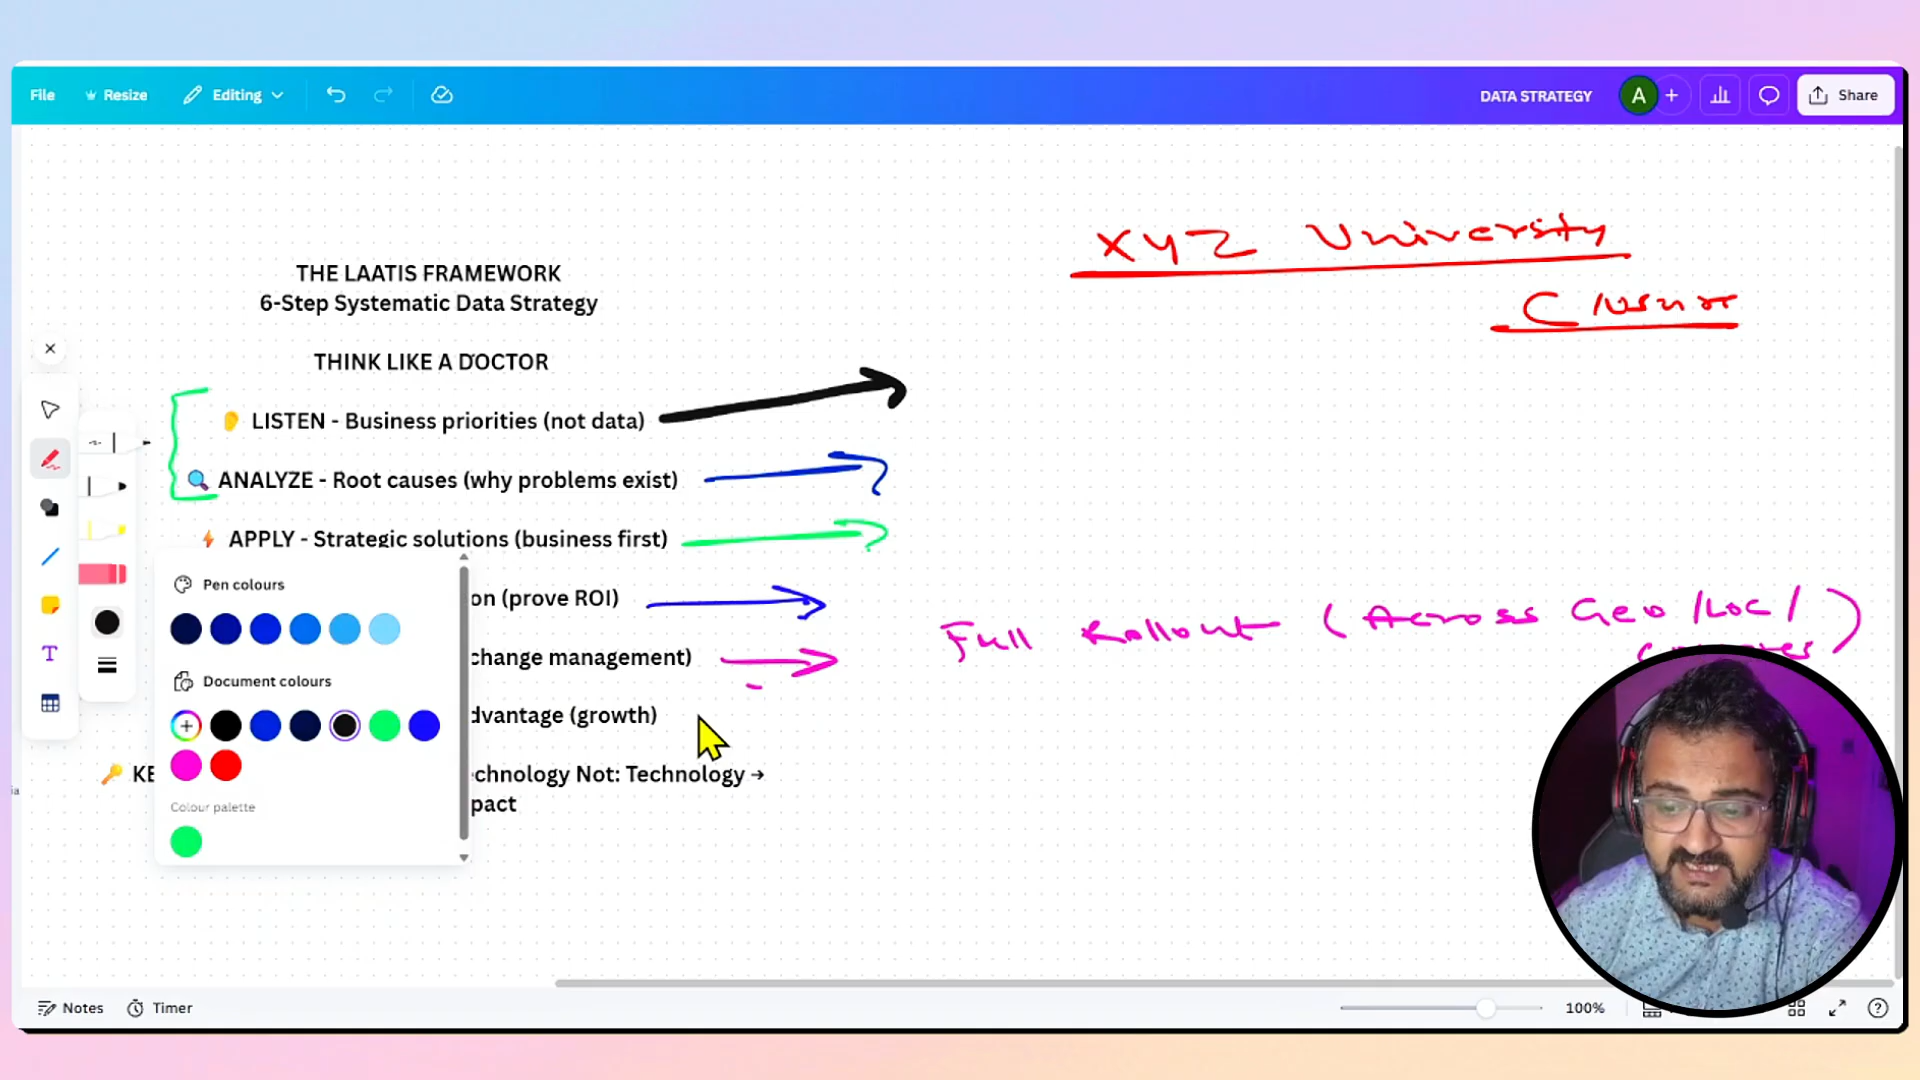 File Resize Editing DATA STRATEGY A + Share
XYZ University
THE LAATIS FRAMEWORK
6-Step Systematic Data Strategy
THINK LIKE A DOCTOR
👂 LISTEN - Business priorities (not data)
🔍 ANALYZE - Root causes (why problems exist)
⚡ APPLY - Strategic solutions (business first)
on (prove ROI)
Full Rollout (Across Geo/Loc/
change management)
dvantage (growth)
🔑 KE
echnology Not: Technology →
pact
Pen colours
Document colours
Colour palette
T
ia
Notes Timer 100%